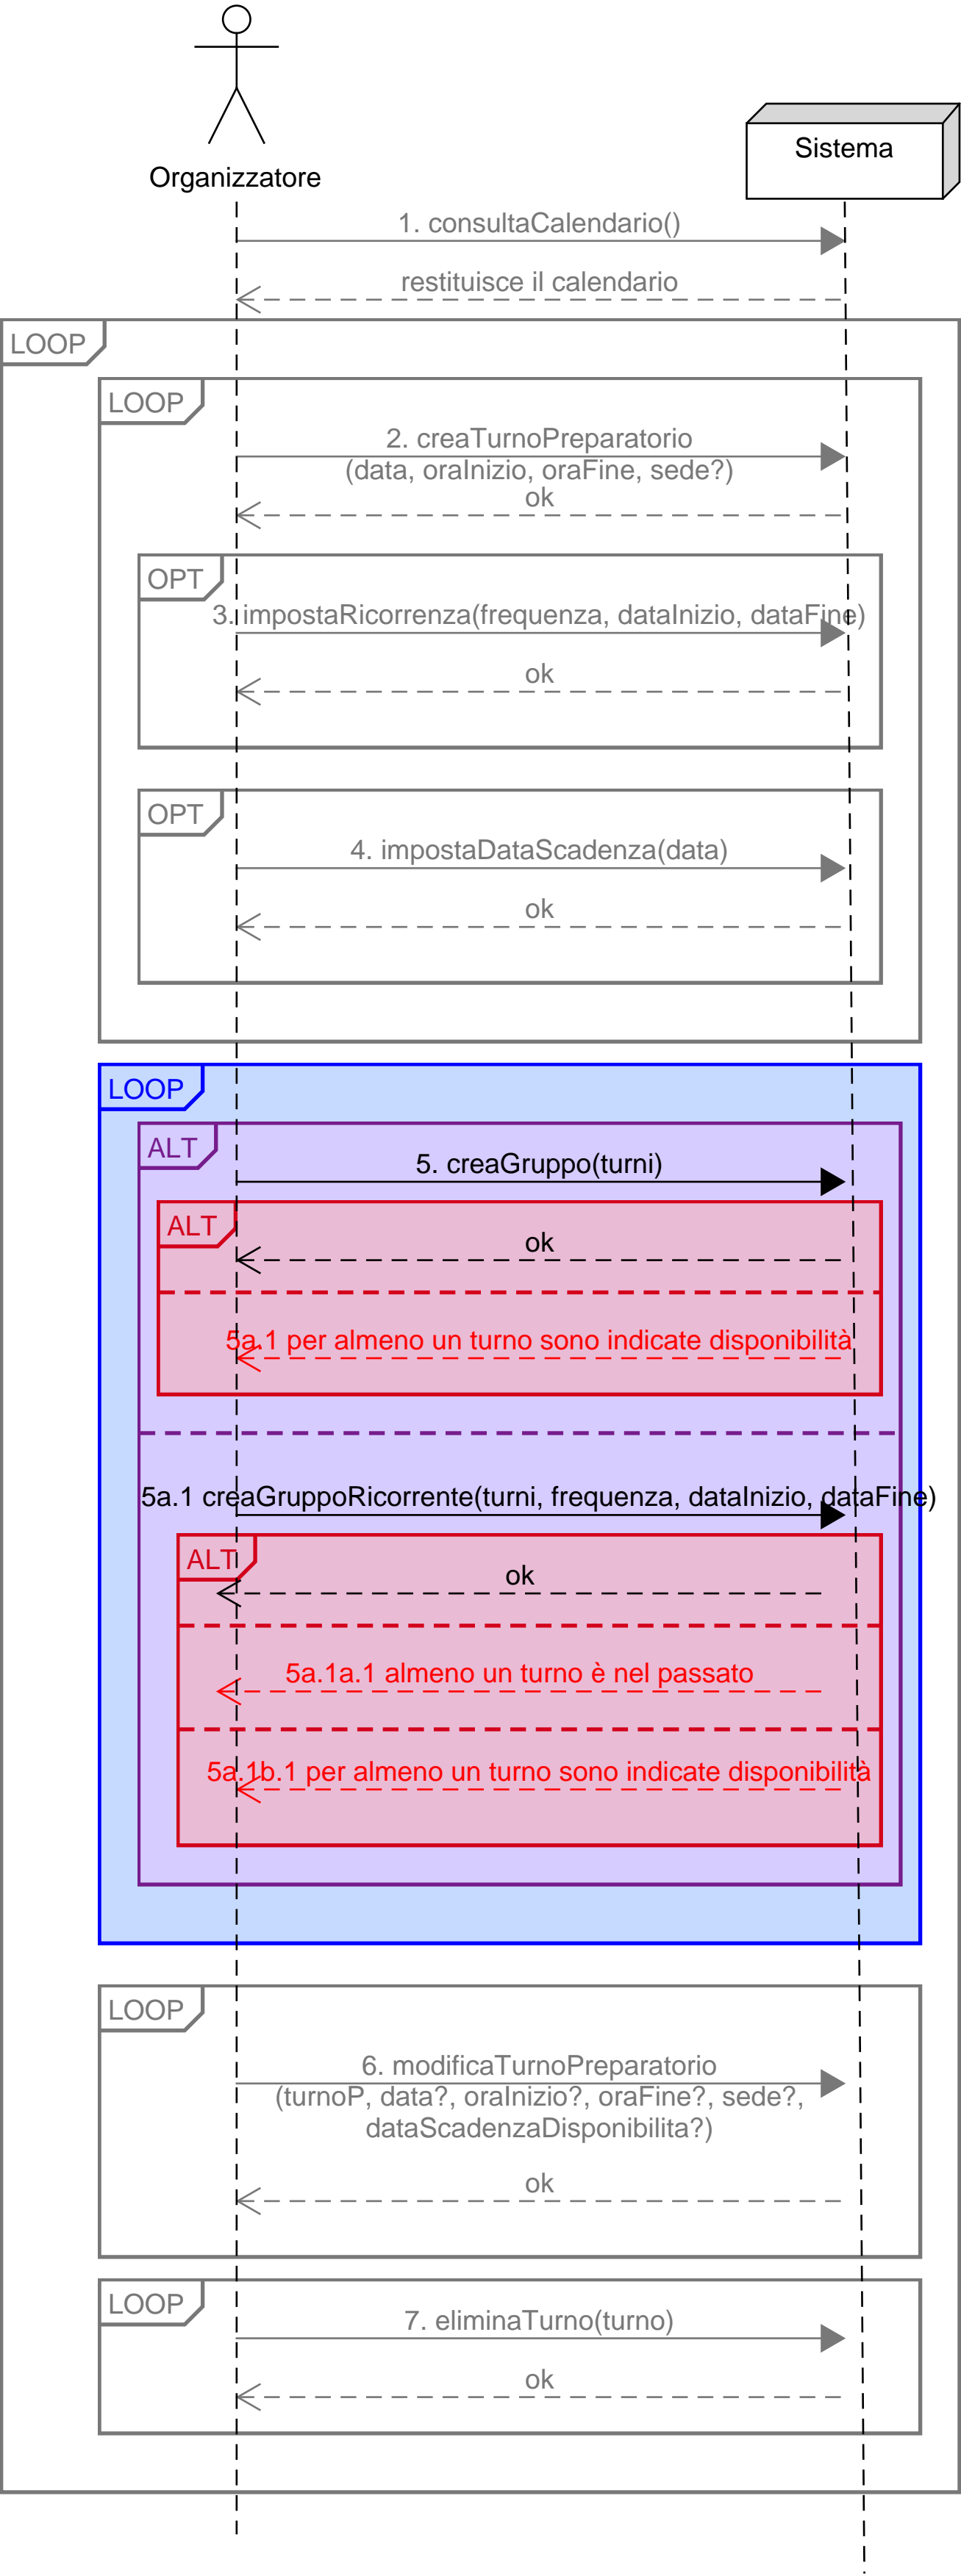 Organizzatore
Sistema
1. consultaCalendario()
restituisce il calendario
LOOP
LOOP
2. creaTurnoPreparatorio
(data, oraInizio, oraFine, sede?)
ok
OPT
3. impostaRicorrenza(frequenza, dataInizio, dataFine)
ok
OPT
4. impostaDataScadenza(data)
ok
LOOP
ALT
5. creaGruppo(turni)
ALT
ok
5a.1 per almeno un turno sono indicate disponibilità
5a.1 creaGruppoRicorrente(turni, frequenza, dataInizio, dataFine)
ALT
ok
5a.1a.1 almeno un turno è nel passato
5a.1b.1 per almeno un turno sono indicate disponibilità
LOOP
6. modificaTurnoPreparatorio
(turnoP, data?, oraInizio?, oraFine?, sede?,
dataScadenzaDisponibilita?)
ok
LOOP
7. eliminaTurno(turno)
ok